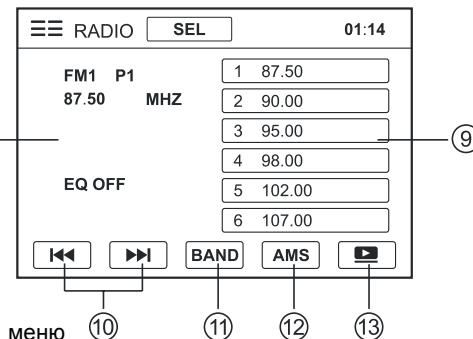 RADIO SEL 01:14
FM1 P1
87.50 MHZ
EQ OFF
1 87.50
2 90.00
3 95.00
4 98.00
5 102.00
6 107.00
9
BAND AMS
меню 10 11 12 13